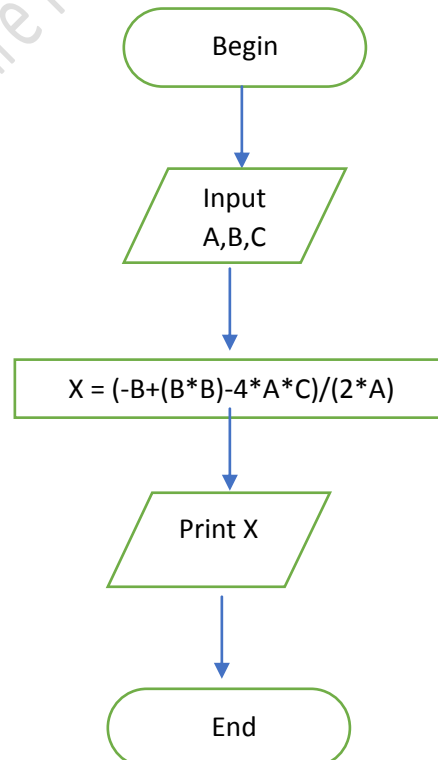 Begin
Input
A,B,C
X = (-B+(B*B)-4*A*C)/(2*A)
Print X
End